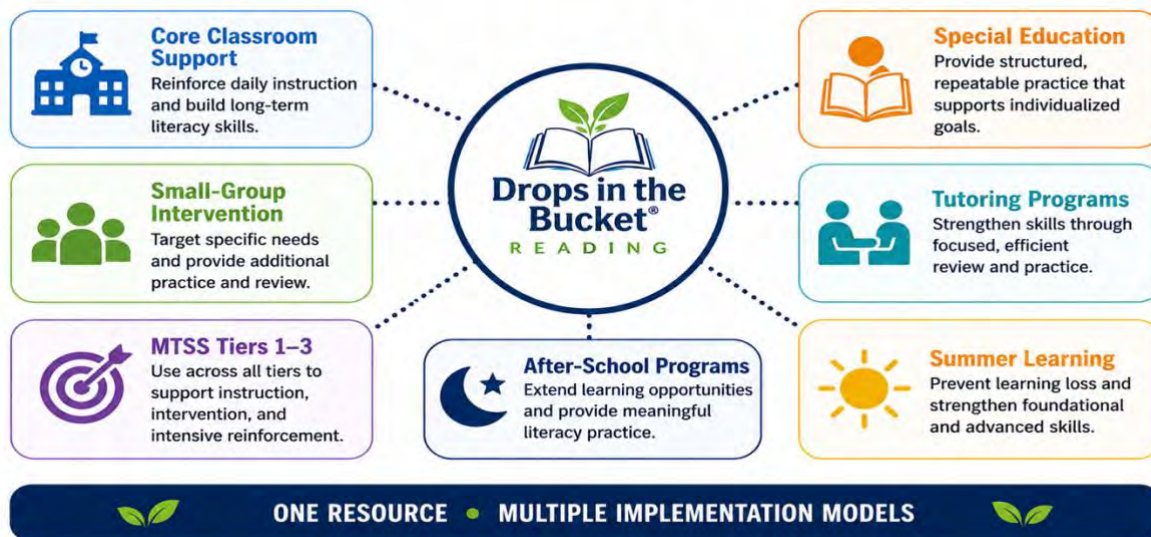 Core Classroom
Support
Reinforce daily instruction
and build long-term
literacy skills.
Small-Group
Intervention
Target specific needs
and provide additional
practice and review.
MTSS Tiers 1–3
Use across all tiers to
support instruction,
intervention, and
intensive reinforcement.
Drops in the
Bucket®
READING
After-School Programs
Extend learning opportunities
and provide meaningful
literacy practice.
Special Education
Provide structured,
repeatable practice that
supports individualized
goals.
Tutoring Programs
Strengthen skills through
focused, efficient
review and practice.
Summer Learning
Prevent learning loss and
strengthen foundational
and advanced skills.
ONE RESOURCE • MULTIPLE IMPLEMENTATION MODELS